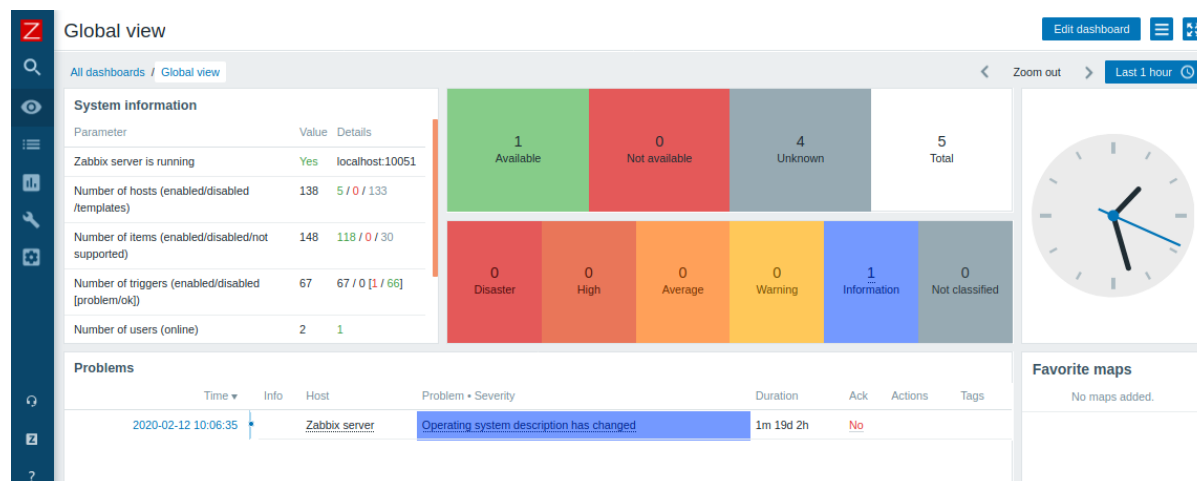 Z
Global view
Edit dashboard
All dashboards / Global view
Zoom out
Last 1 hour
System information
Parameter Value Details
Zabbix server is running Yes localhost:10051
Number of hosts (enabled/disabled
/templates) 138 5 / 0 / 133
Number of items (enabled/disabled/not
supported) 148 118 / 0 / 30
Number of triggers (enabled/disabled
[problem/ok]) 67 67 / 0 [1 / 66]
Number of users (online) 2 1
1
Available
0
Not available
4
Unknown
5
Total
0
Disaster
0
High
0
Average
0
Warning
1
Information
0
Not classified
Problems
Time ▾ Info Host Problem • Severity Duration Ack Actions Tags
2020-02-12 10:06:35 Zabbix server Operating system description has changed 1m 19d 2h No
Favorite maps
No maps added.
Z
?